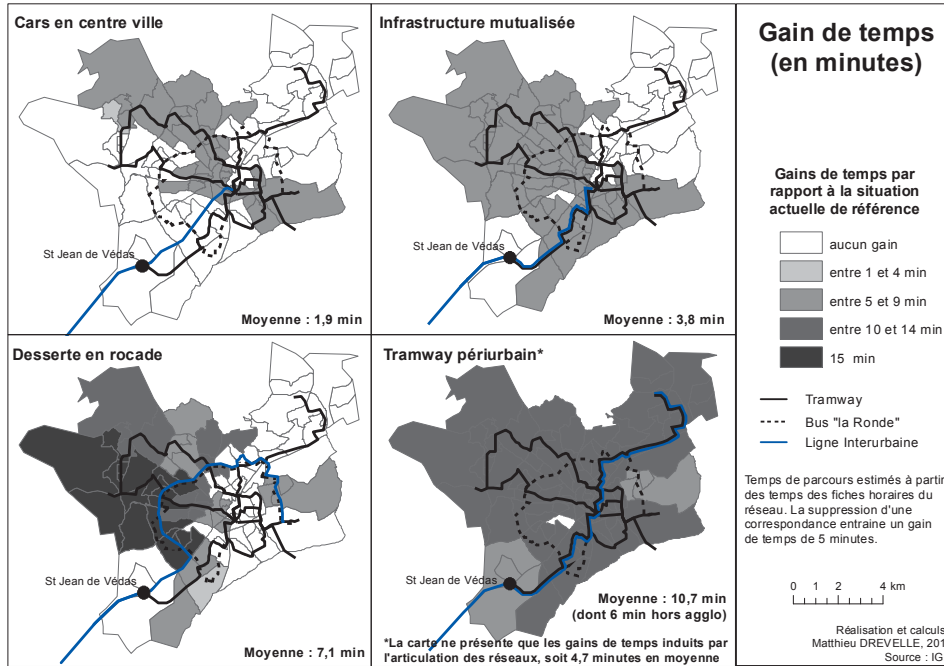 Cars en centre ville
St Jean de Védas
Moyenne : 1,9 min
Infrastructure mutualisée
St Jean de Védas
Moyenne : 3,8 min
Desserte en rocade
St Jean de Védas
Moyenne : 7,1 min
Tramway périurbain*
St Jean de Védas
Moyenne : 10,7 min
(dont 6 min hors agglo)
*La carte ne présente que les gains de temps induits par
l'articulation des réseaux, soit 4,7 minutes en moyenne
Gain de temps
(en minutes)
Gains de temps par
rapport à la situation
actuelle de référence
aucun gain
entre 1 et 4 min
entre 5 et 9 min
entre 10 et 14 min
15 min
Tramway
Bus "la Ronde"
Ligne Interurbaine
Temps de parcours estimés à partir
des temps des fiches horaires du
réseau. La suppression d'une
correspondance entraine un gain
de temps de 5 minutes.
0 1 2 4 km
Réalisation et calculs
Matthieu DREVELLE, 201
Source : IG